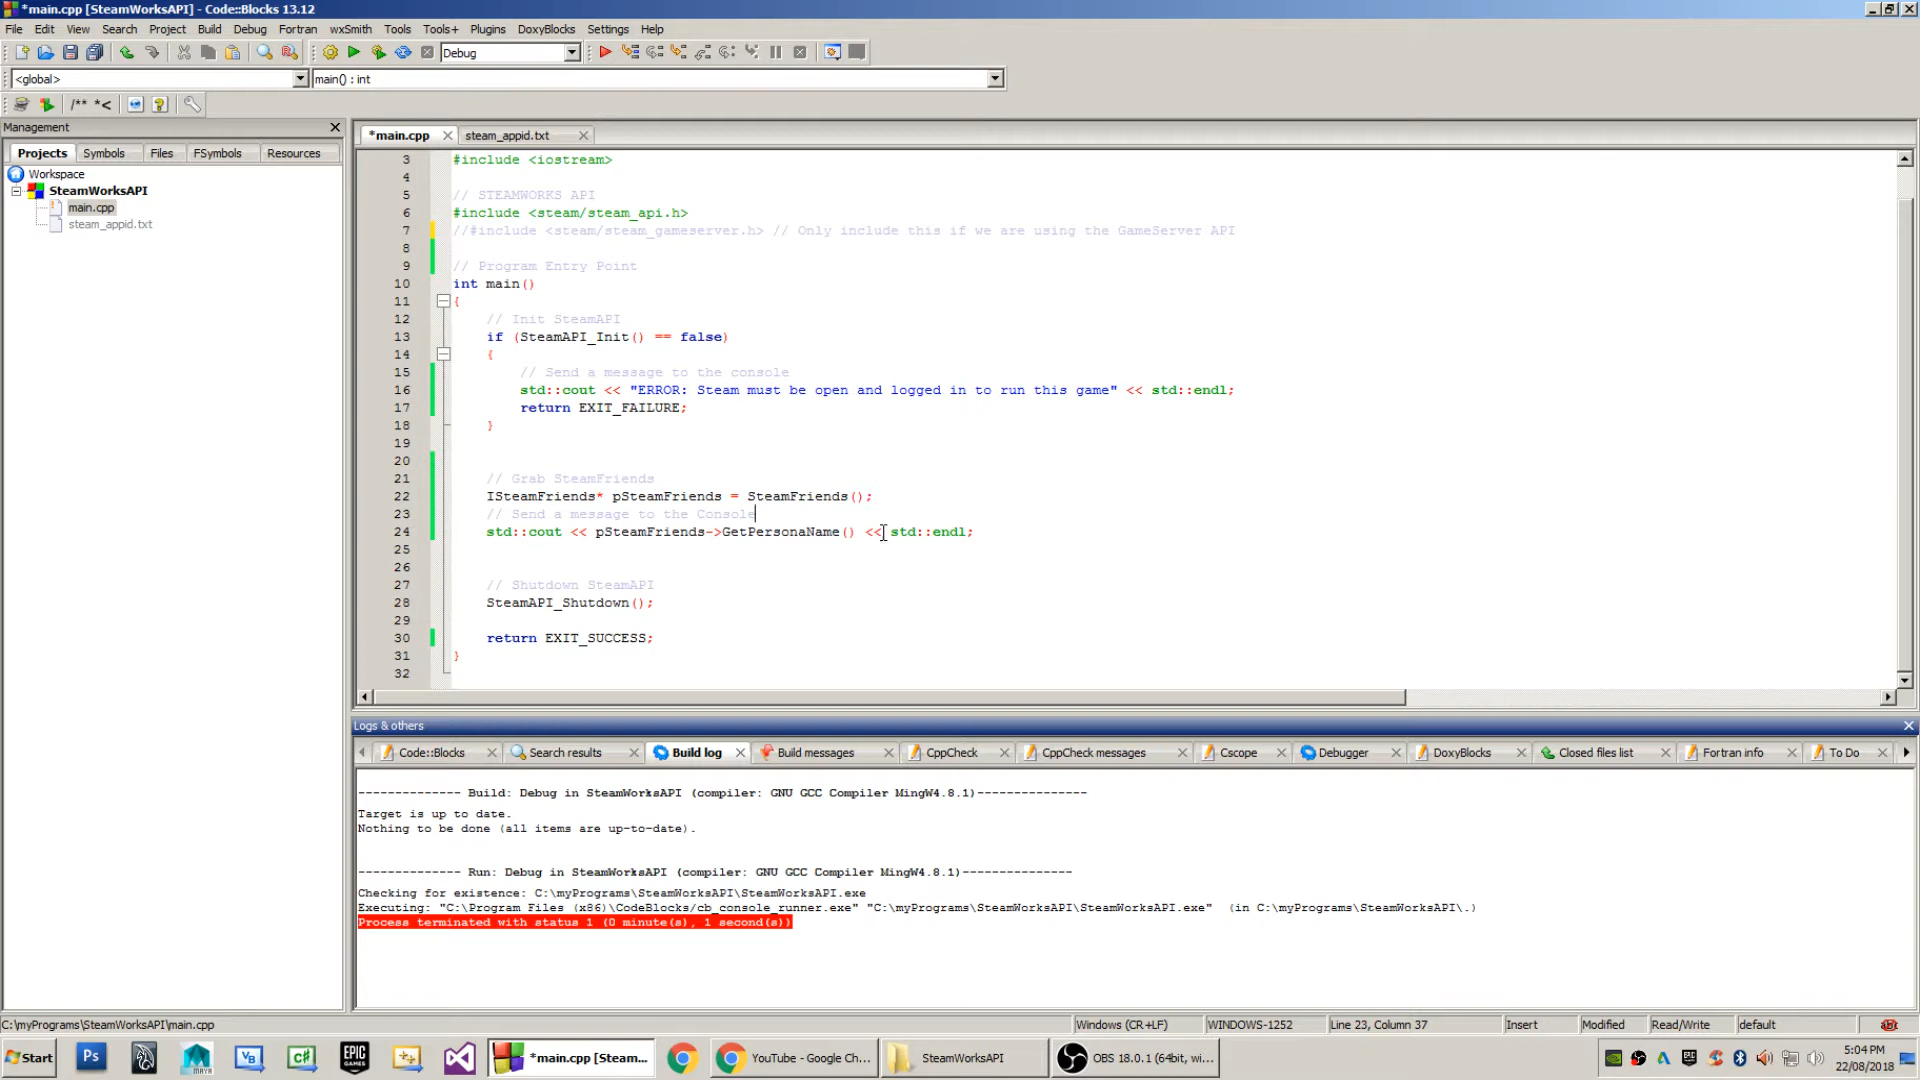 *main.cpp [SteamWorksAPI] - Code::Blocks 13.12
File Edit View Search Project Build Debug Fortran wxSmith Tools Tools+ Plugins DoxyBlocks Settings Help
Debug
<global> main() : int
/** *<
Management
Projects Symbols Files FSymbols Resources
Workspace
SteamWorksAPI
main.cpp
steam_appid.txt
*main.cpp steam_appid.txt
3 #include <iostream>
4
5 // STEAMWORKS API
6 #include <steam/steam_api.h>
7 //#include <steam/steam_gameserver.h> // Only include this if we are using the GameServer API
8
9 // Program Entry Point
10 int main()
11 {
12 // Init SteamAPI
13 if (SteamAPI_Init() == false)
14 {
15 // Send a message to the console
16 std::cout << "ERROR: Steam must be open and logged in to run this game" << std::endl;
17 return EXIT_FAILURE;
18 }
19
20
21 // Grab SteamFriends
22 ISteamFriends* pSteamFriends = SteamFriends();
23 // Send a message to the Console
24 std::cout << pSteamFriends->GetPersonaName() << std::endl;
25
26
27 // Shutdown SteamAPI
28 SteamAPI_Shutdown();
29
30 return EXIT_SUCCESS;
31 }
32
Logs & others
Code::Blocks Search results Build log Build messages CppCheck CppCheck messages Cscope Debugger DoxyBlocks Closed files list Fortran info To Do
-------------- Build: Debug in SteamWorksAPI (compiler: GNU GCC Compiler MingW4.8.1)---------------
Target is up to date.
Nothing to be done (all items are up-to-date).
-------------- Run: Debug in SteamWorksAPI (compiler: GNU GCC Compiler MingW4.8.1)---------------
Checking for existence: C:\myPrograms\SteamWorksAPI\SteamWorksAPI.exe
Executing: "C:\Program Files (x86)\CodeBlocks/cb_console_runner.exe" "C:\myPrograms\SteamWorksAPI\SteamWorksAPI.exe" (in C:\myPrograms\SteamWorksAPI\.)
Process terminated with status 1 (0 minute(s), 1 second(s))
C:\myPrograms\SteamWorksAPI\main.cpp Windows (CR+LF) WINDOWS-1252 Line 23, Column 37 Insert Modified Read/Write default
Start Ps MAYA VB C# EPIC GAMES *main.cpp [Steam... YouTube - Google Ch... SteamWorksAPI OBS 18.0.1 (64bit, wi... 5:04 PM
22/08/2018